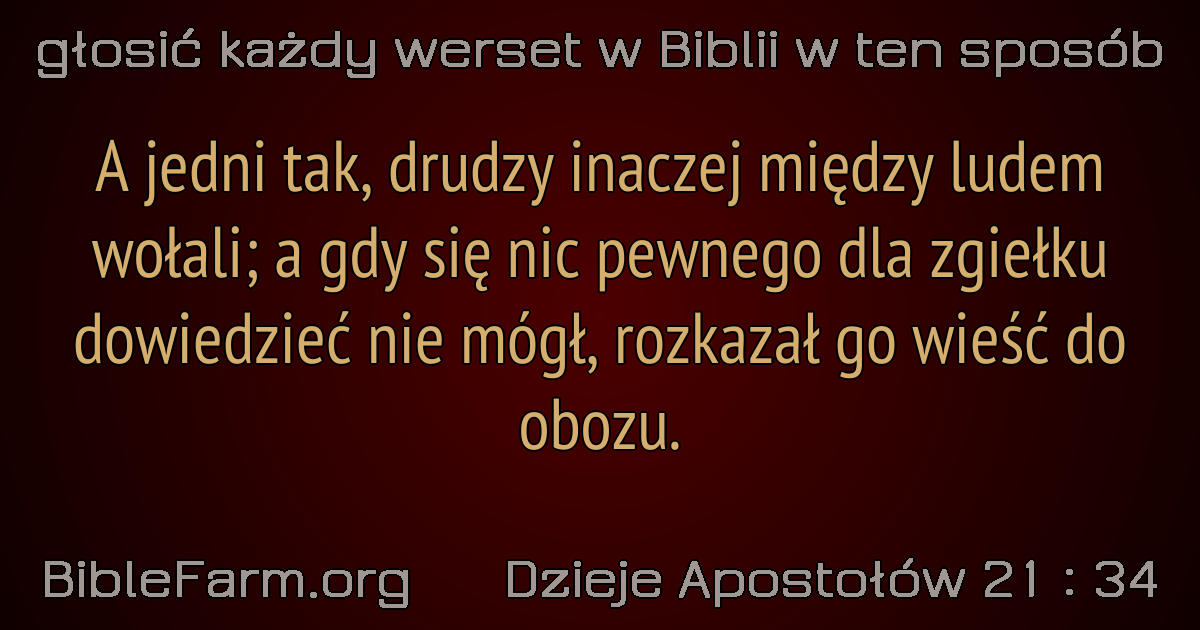 głosić każdy werset w Biblii w ten sposób
A jedni tak, drudzy inaczej między ludem
wołali; a gdy się nic pewnego dla zgiełku
dowiedzieć nie mógł, rozkazał go wieść do
obozu.
BibleFarm.org Dzieje Apostołów 21 : 34